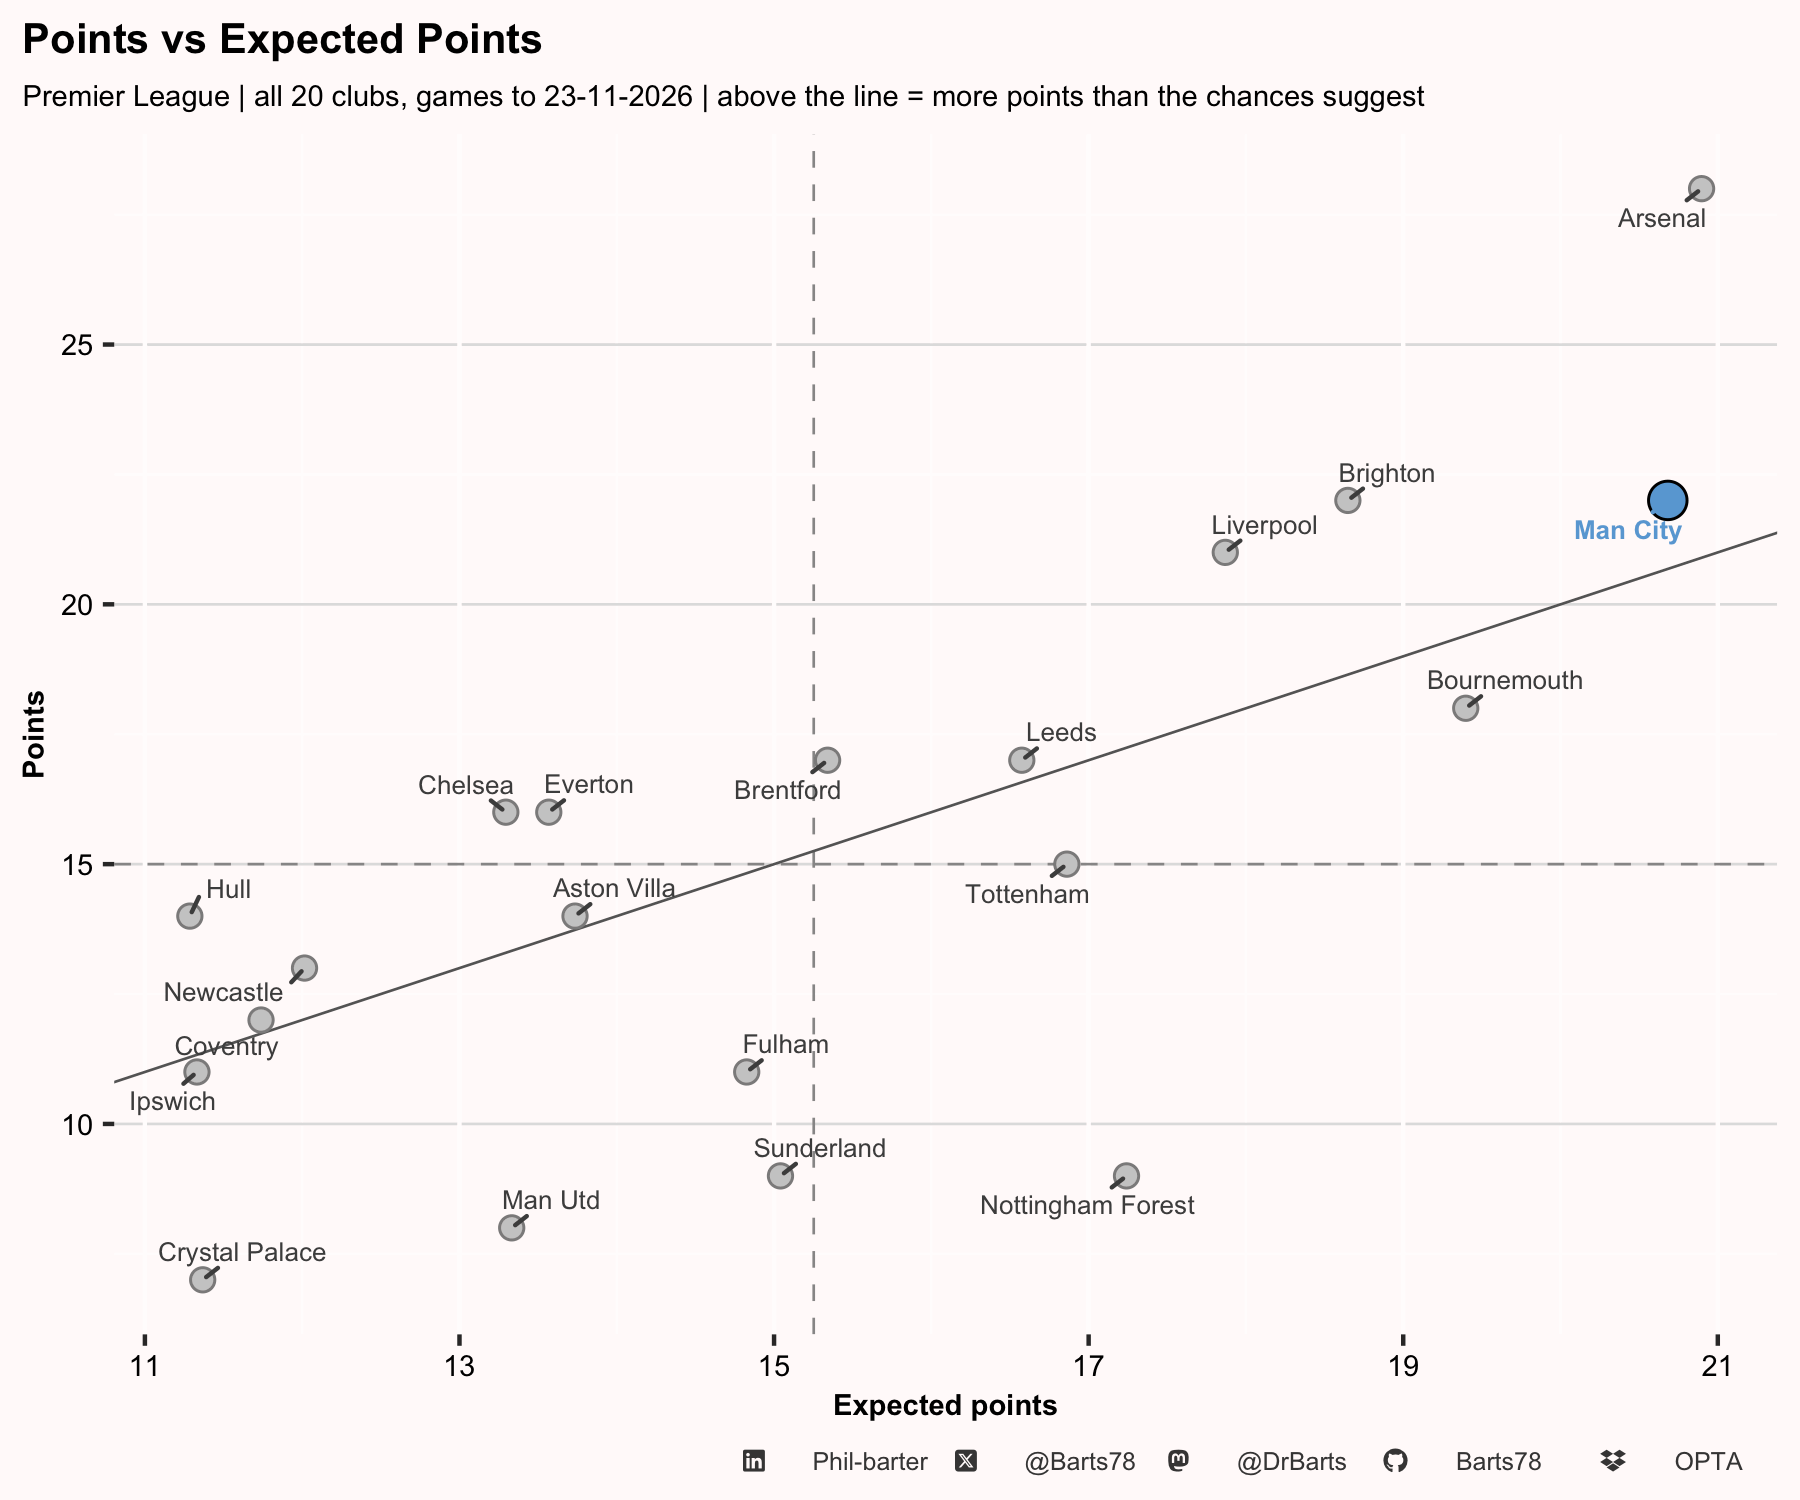 Points vs Expected Points
Premier League | all 20 clubs, games to 23-11-2026 | above the line = more points than the chances suggest
Arsenal
25
Brighton
Liverpool
Man City
20
Bournemouth
Leeds
Chelsea
Everton
Brentford
15
Hull
Aston Villa
Tottenham
Newcastle
Coventry
Fulham
Ipswich
10
Sunderland
Man Utd
Nottingham Forest
Crystal Palace
Points
11 13 15 17 19 21
Expected points
Phil-barter @Barts78 @DrBarts Barts78 OPTA